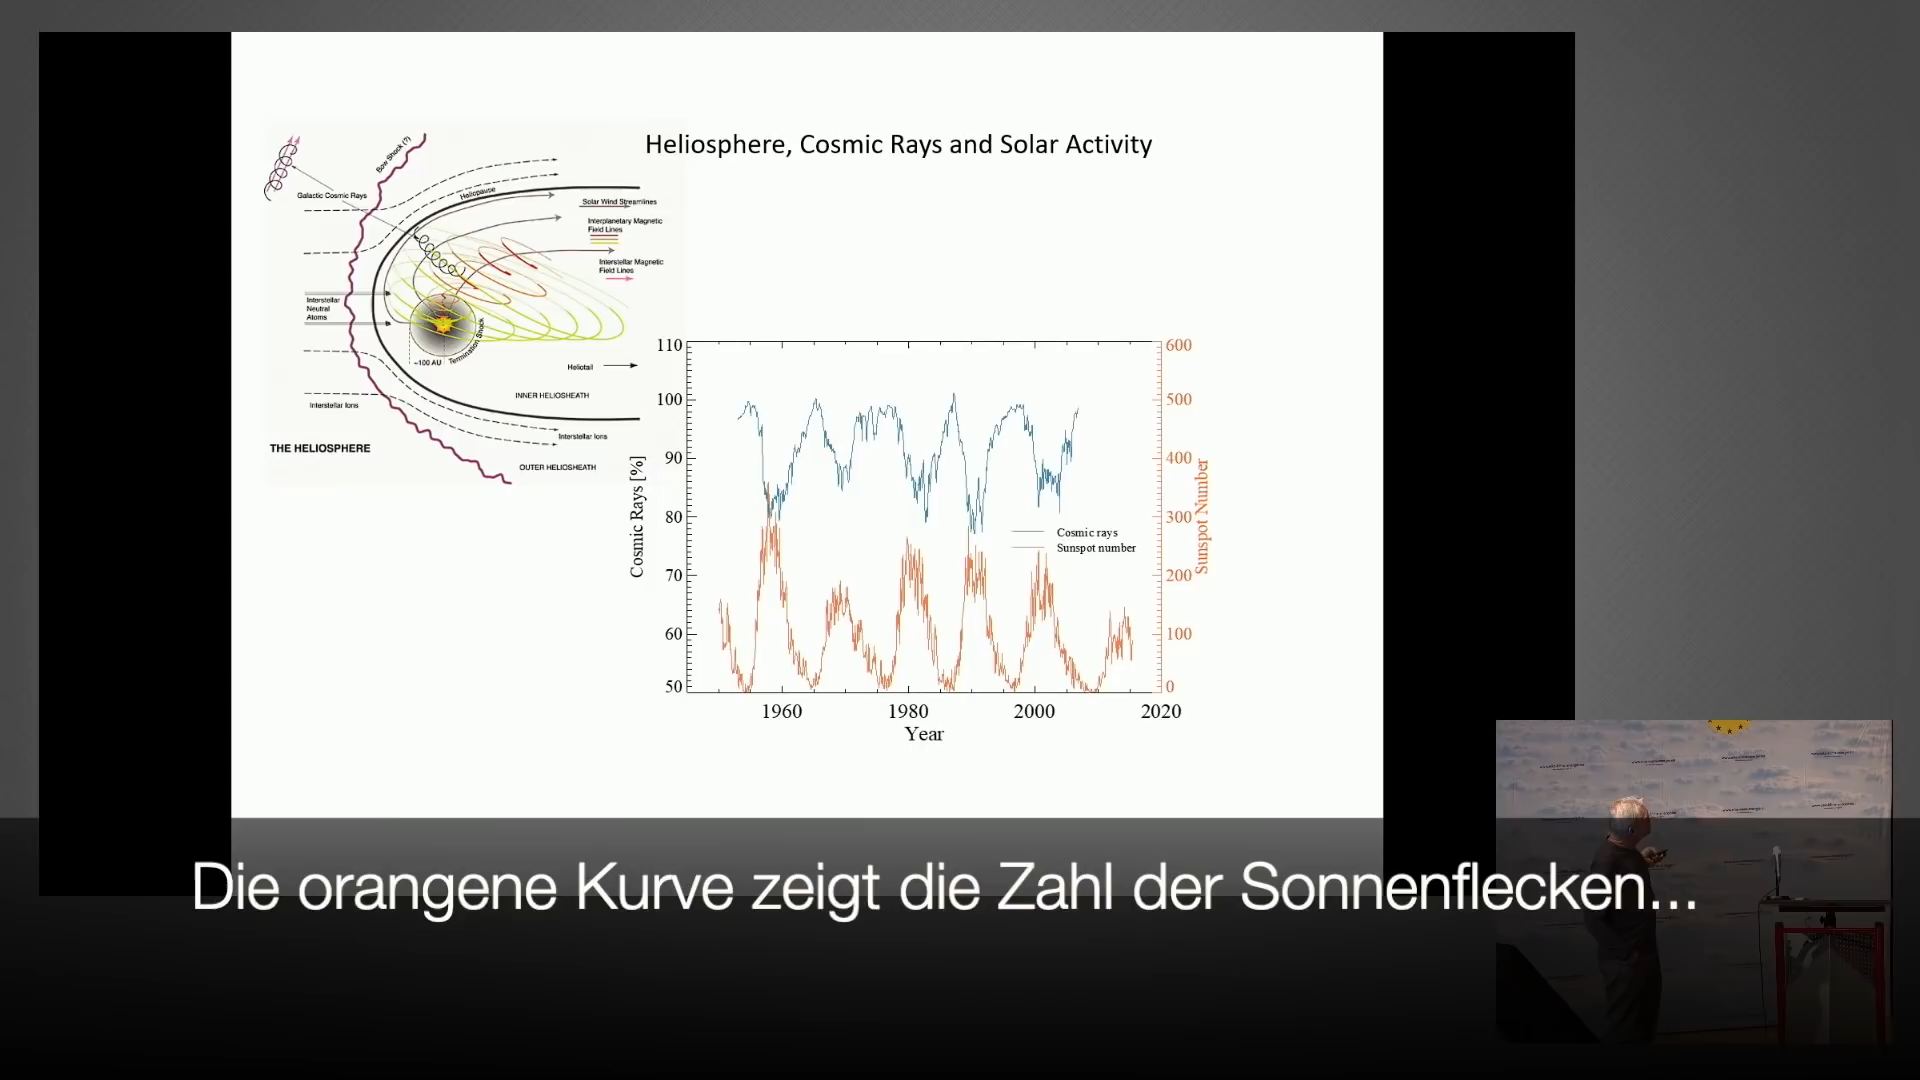 Heliosphere, Cosmic Rays and Solar Activity
Bow Shock (?)
Galactic Cosmic Rays
Heliopause
Solar Wind Streamlines
Interplanetary Magnetic
Field Lines
Interstellar Magnetic
Field Lines
Interstellar
Neutral
Atoms
Termination Shock
~100 AU
Heliotail
INNER HELIOSHEATH
Interstellar Ions
Interstellar Ions
THE HELIOSPHERE
OUTER HELIOSHEATH
110
100
90
80
70
60
50
Cosmic Rays [%]
600
500
400
300
200
100
0
Sunspot Number
Cosmic rays
Sunspot number
1960
1980
2000
2020
Year
Die orangene Kurve zeigt die Zahl der Sonnenflecken...